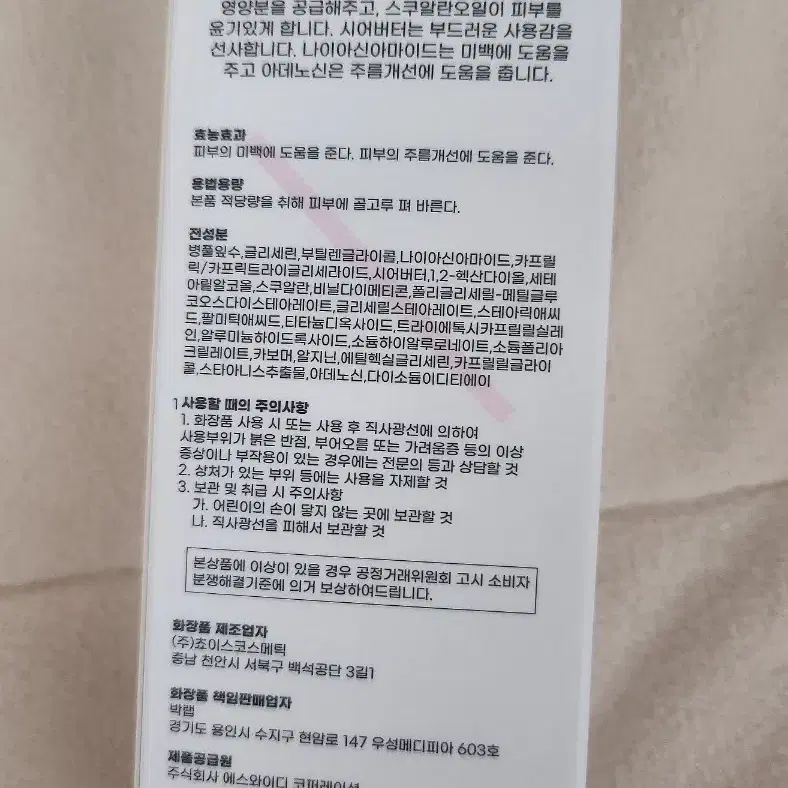 영양분을 공급해주고, 스쿠알란오일이 피부를
윤기있게 합니다. 시어버터는 부드러운 사용감을
선사합니다. 나이아신아마이드는 미백에 도움을
주고 아데노신은 주름개선에 도움을 줍니다.
효능효과
피부의 미백에 도움을 준다. 피부의 주름개선에 도움을 준다.
용법용량
본품 적당량을 취해 피부에 골고루 펴 바른다.
전성분
병풀잎수,글리세린,부틸렌글라이콜,나이아신아마이드,카프릴
릭/카프릭트라이글리세라이드,시어버터,1,2-헥산다이올,세테
아릴알코올,스쿠알란,비닐다이메티콘,폴리글리세릴-메틸글루
코오스다이스테아레이트,글리세릴스테아레이트,스테아릭애씨
드,팔미틱애씨드,티타늄디옥사이드,트라이에톡시카프릴릴실레
인,알루미늄하이드록사이드,소듐하이알루로네이트,소듐폴리아
크릴레이트,카보머,알지닌,에틸헥실글리세린,카프릴릴글라이
콜,스타아니스추출물,아데노신,다이소듐이디티에이
1 사용할 때의 주의사항
1. 화장품 사용 시 또는 사용 후 직사광선에 의하여
사용부위가 붉은 반점, 부어오름 또는 가려움증 등의 이상
증상이나 부작용이 있는 경우에는 전문의 등과 상담할 것
2. 상처가 있는 부위 등에는 사용을 자제할 것
3. 보관 및 취급 시 주의사항
가. 어린이의 손이 닿지 않는 곳에 보관할 것
나. 직사광선을 피해서 보관할 것
본상품에 이상이 있을 경우 공정거래위원회 고시 소비자
분쟁해결기준에 의거 보상하여드립니다.
화장품 제조업자
(주)쵸이스코스메틱
충남 천안시 서북구 백석공단 3길1
화장품 책임판매업자
박랩
경기도 용인시 수지구 현암로 147 우성메디피아 603호
제품공급원
주식회사 에스와이디 코퍼레이션